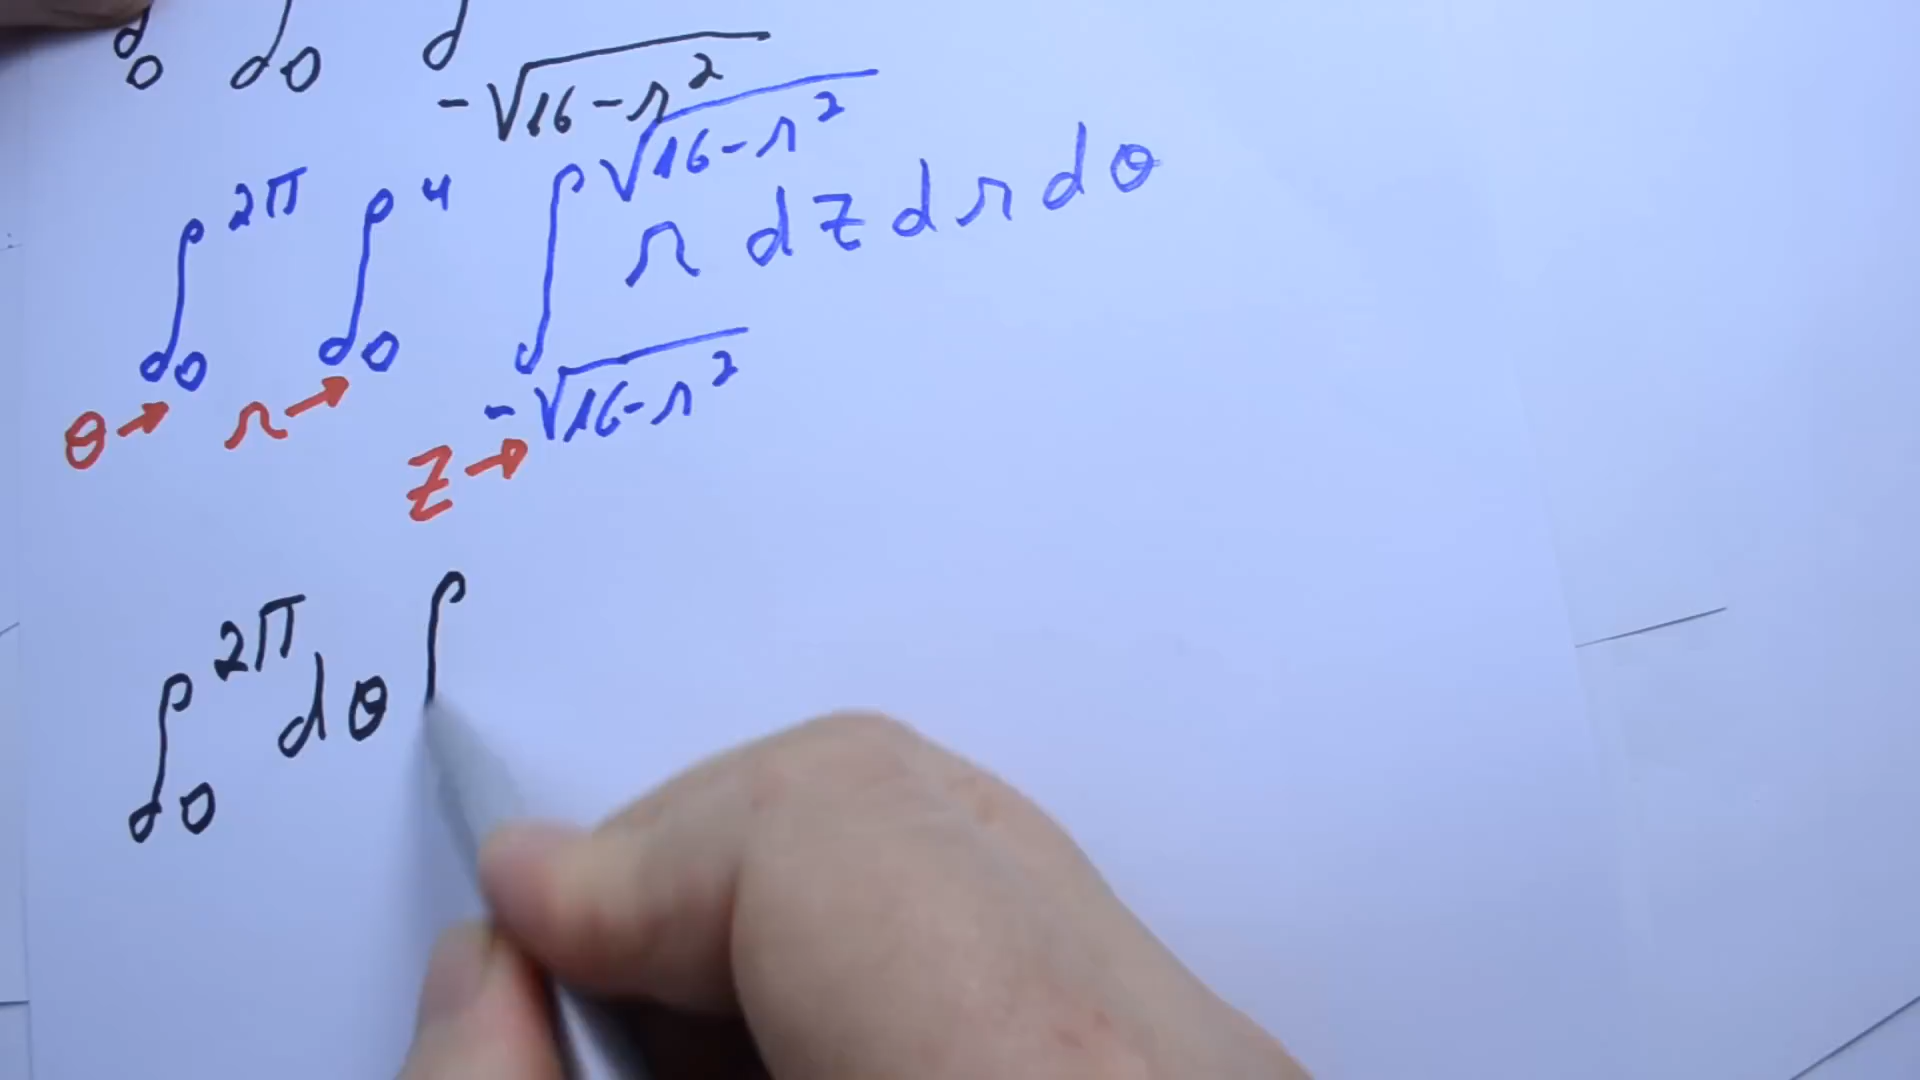 ∫₀ ∫₀ ∫_{-√(16-r²)}
∫₀^{2π} ∫₀^{4} ∫_{-√(16-r²)}^{√(16-r²)} r dz dr dθ
θ→ r→ z→
∫₀^{2π} dθ ∫